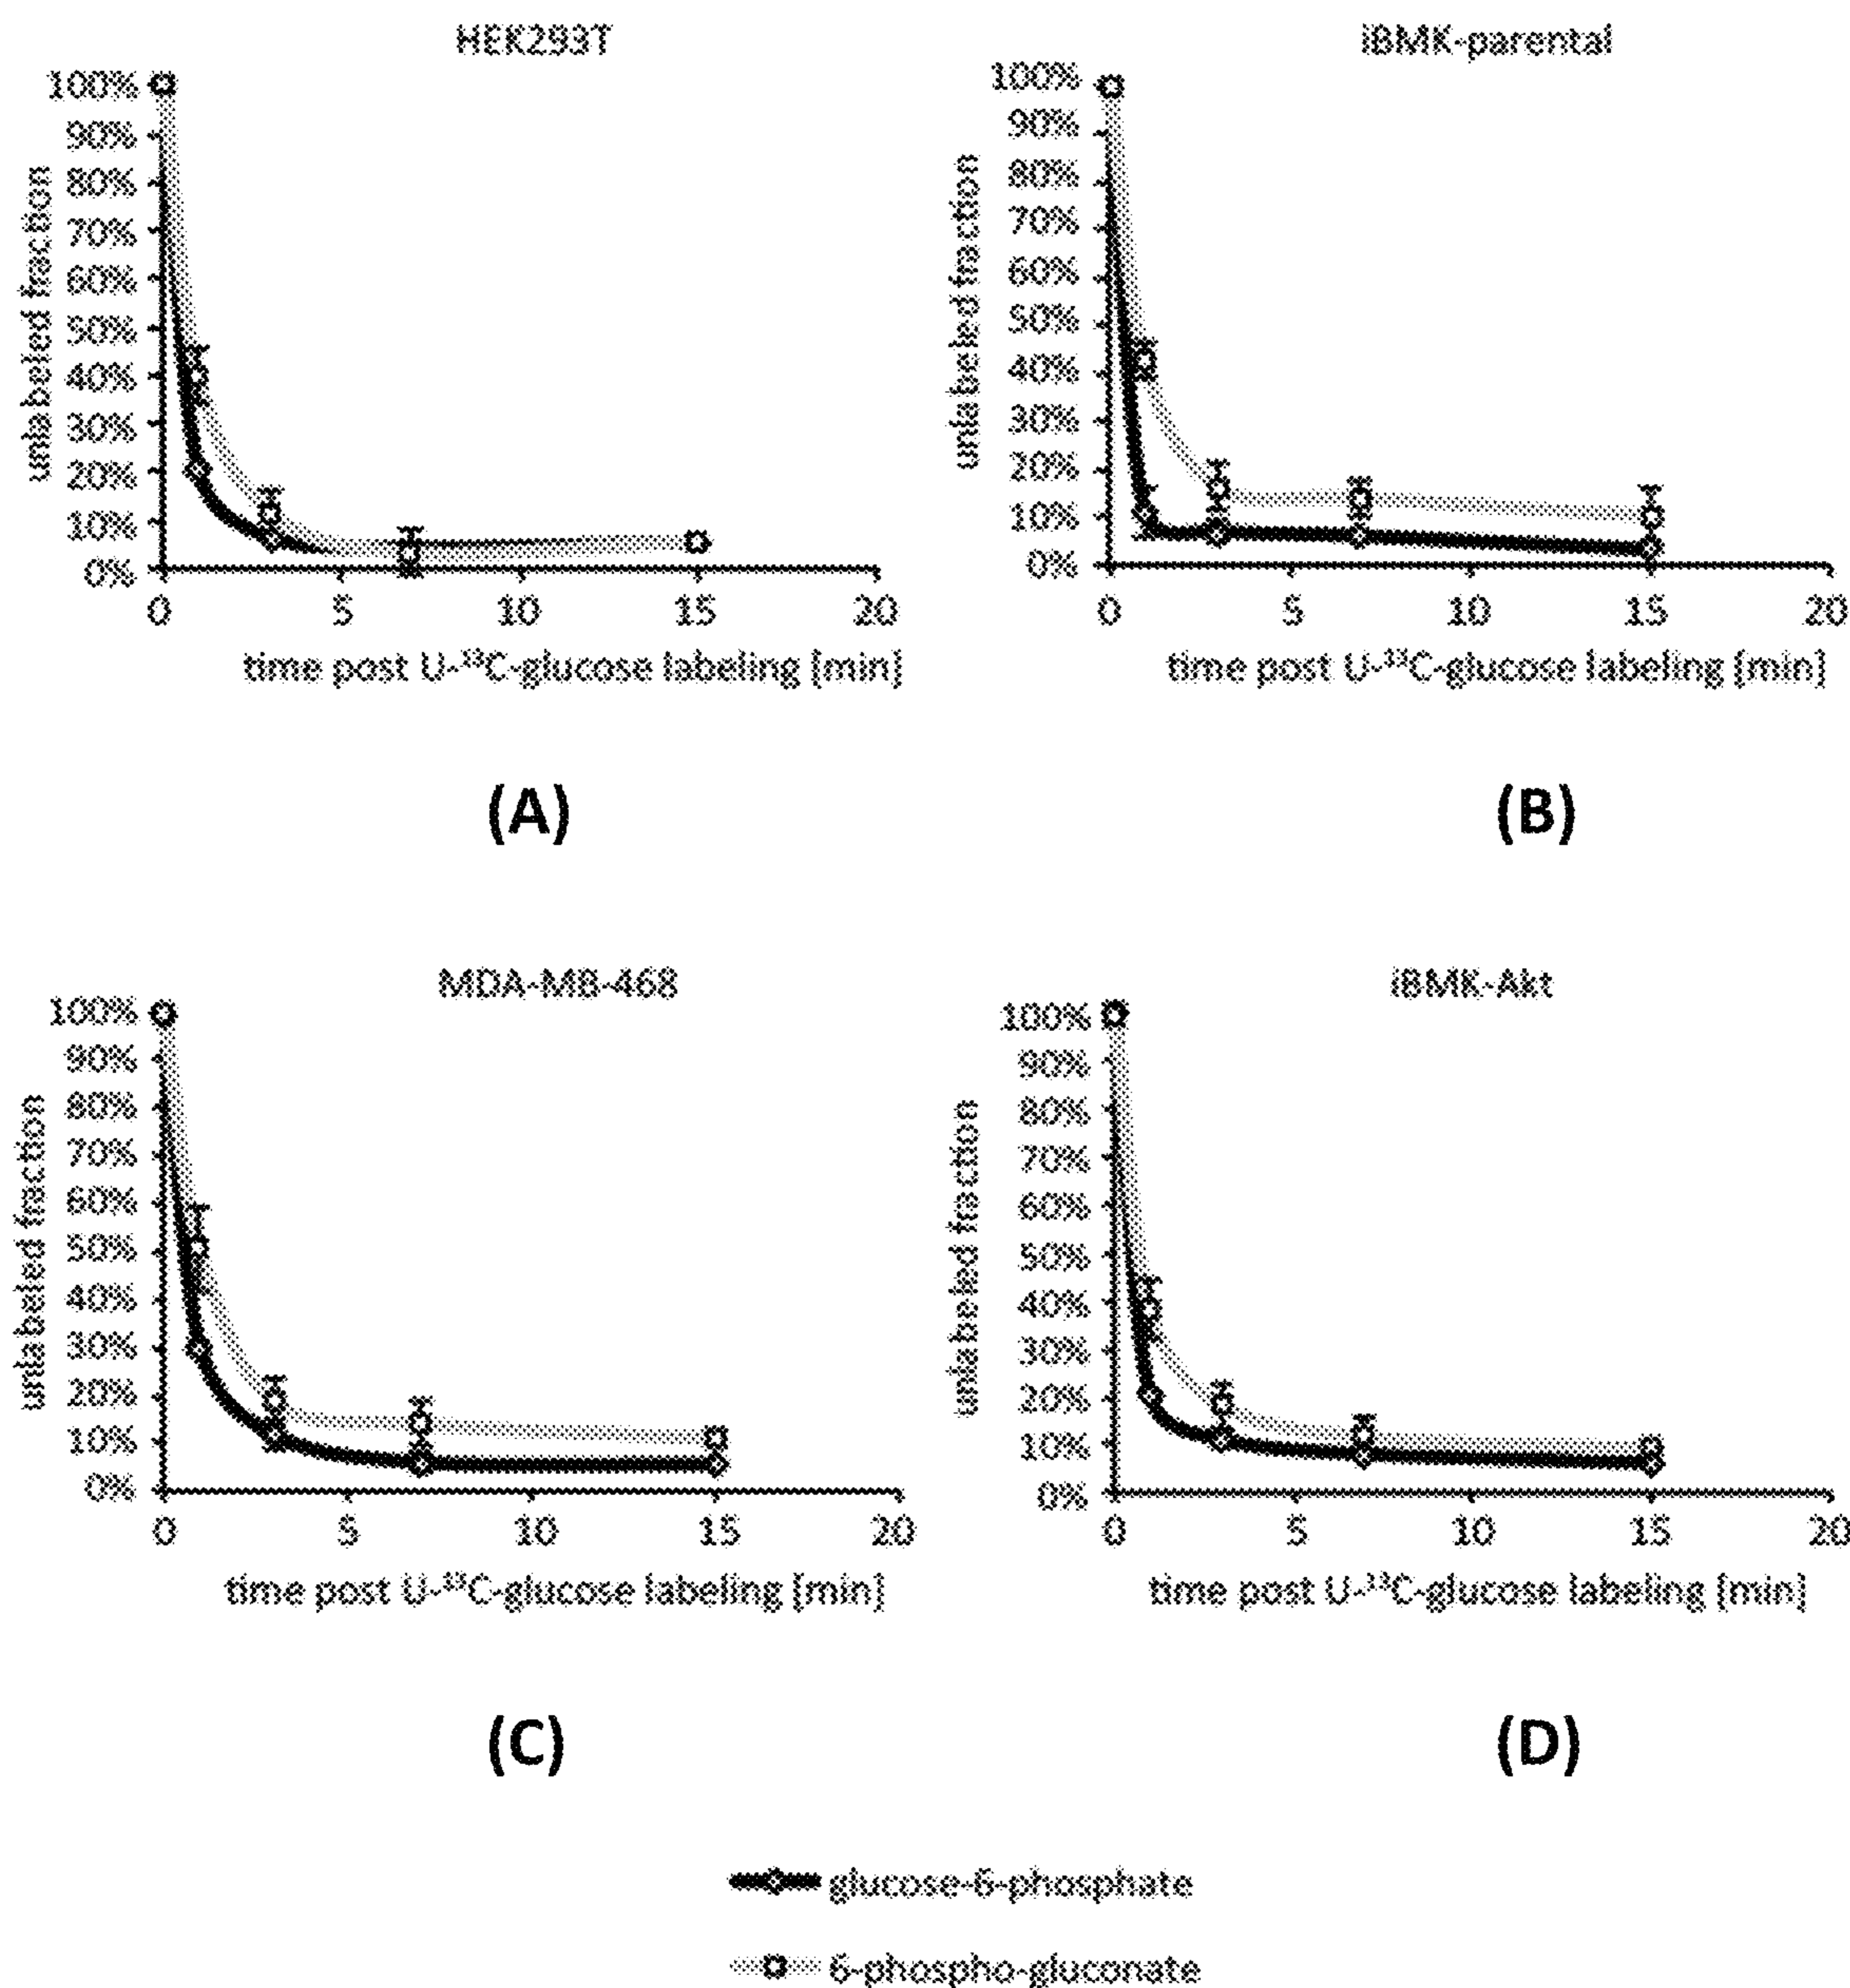 HEK293T
100%
90%
80%
70%
60%
50%
40%
30%
20%
10%
0%
unlabeled fraction
0 5 10 15 20
time post U-¹³C-glucose labeling [min]
(A)
iBMK-parental
100%
90%
80%
70%
60%
50%
40%
30%
20%
10%
0%
unlabeled fraction
0 5 10 15 20
time post U-¹³C-glucose labeling [min]
(B)
MDA-MB-468
100%
90%
80%
70%
60%
50%
40%
30%
20%
10%
0%
unlabeled fraction
0 5 10 15 20
time post U-¹³C-glucose labeling [min]
(C)
iBMK-Akt
100%
90%
80%
70%
60%
50%
40%
30%
20%
10%
0%
unlabeled fraction
0 5 10 15 20
time post U-¹³C-glucose labeling [min]
(D)
glucose-6-phosphate
6-phospho-gluconate